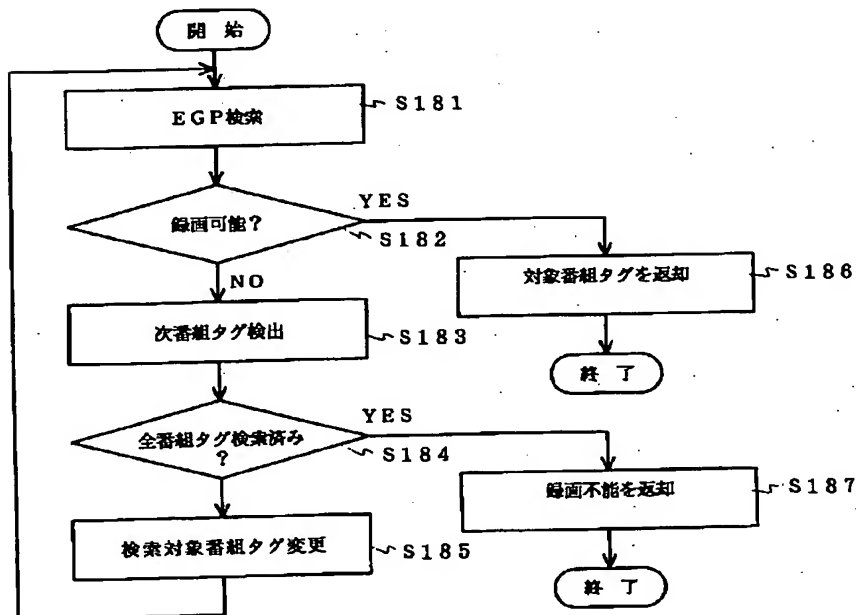 開 始
EGP検索
S181
録画可能?
YES
S182
NO
対象番組タグを返却
S186
次番組タグ検出
S183
終 了
全番組タグ検索済み
?
YES
S184
録画不能を返却
S187
検索対象番組タグ変更
S185
終 了